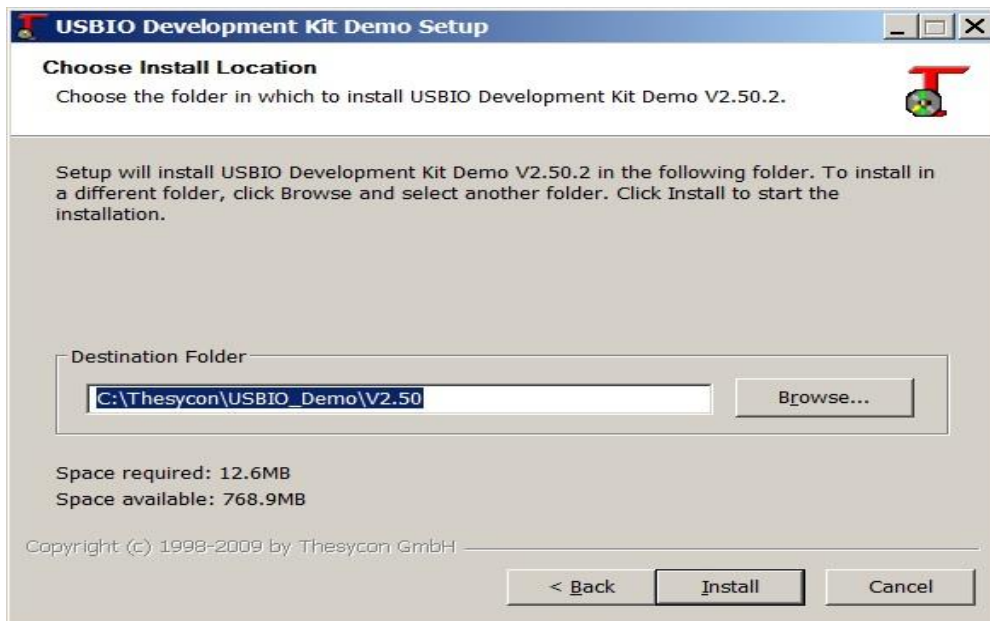 USBIO Development Kit Demo Setup
Choose Install Location
Choose the folder in which to install USBIO Development Kit Demo V2.50.2.
Setup will install USBIO Development Kit Demo V2.50.2 in the following folder. To install in
a different folder, click Browse and select another folder. Click Install to start the
installation.
Destination Folder
C:\Thesycon\USBIO_Demo\V2.50
Browse...
Space required: 12.6MB
Space available: 768.9MB
Copyright (c) 1998-2009 by Thesycon GmbH
< Back
Install
Cancel